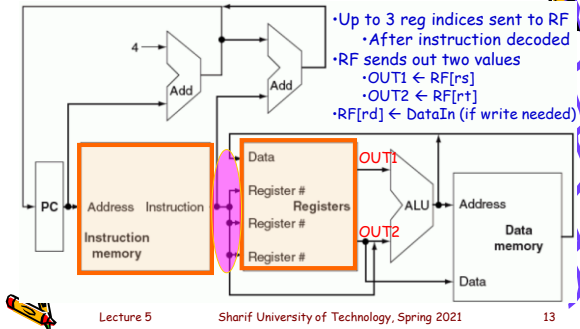 •Up to 3 reg indices sent to RF
•After instruction decoded
•RF sends out two values
•OUT1 ← RF[rs]
•OUT2 ← RF[rt]
•RF[rd] ← DataIn (if write needed)
4
Add
Add
PC
Address Instruction
Instruction
memory
Data
Register #
Registers
Register #
Register #
OUT1
OUT2
ALU
Address
Data
memory
Data
Lecture 5 Sharif University of Technology, Spring 2021 13